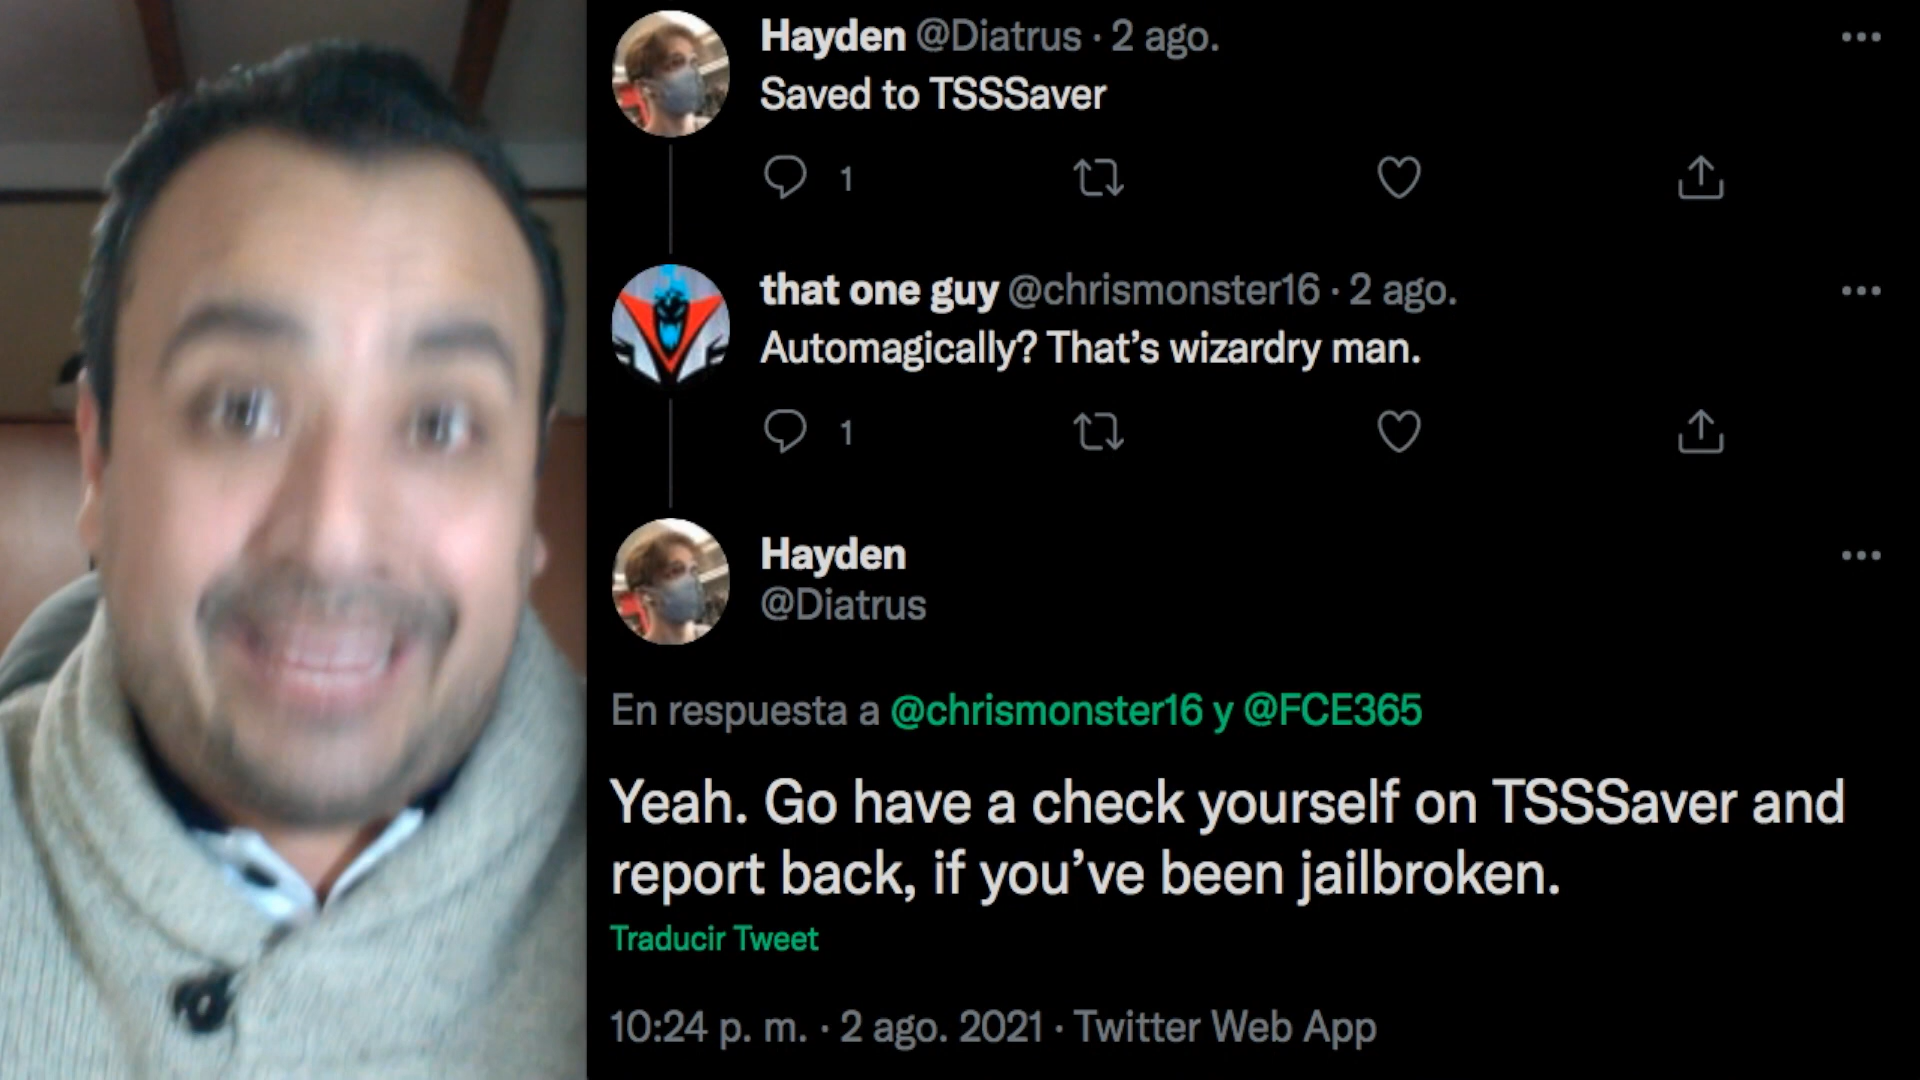 Hayden @Diatrus · 2 ago.
Saved to TSSSaver
1
that one guy @chrismonster16 · 2 ago.
Automagically? That’s wizardry man.
1
Hayden
@Diatrus
En respuesta a @chrismonster16 y @FCE365
Yeah. Go have a check yourself on TSSSaver and
report back, if you’ve been jailbroken.
Traducir Tweet
10:24 p. m. · 2 ago. 2021 · Twitter Web App